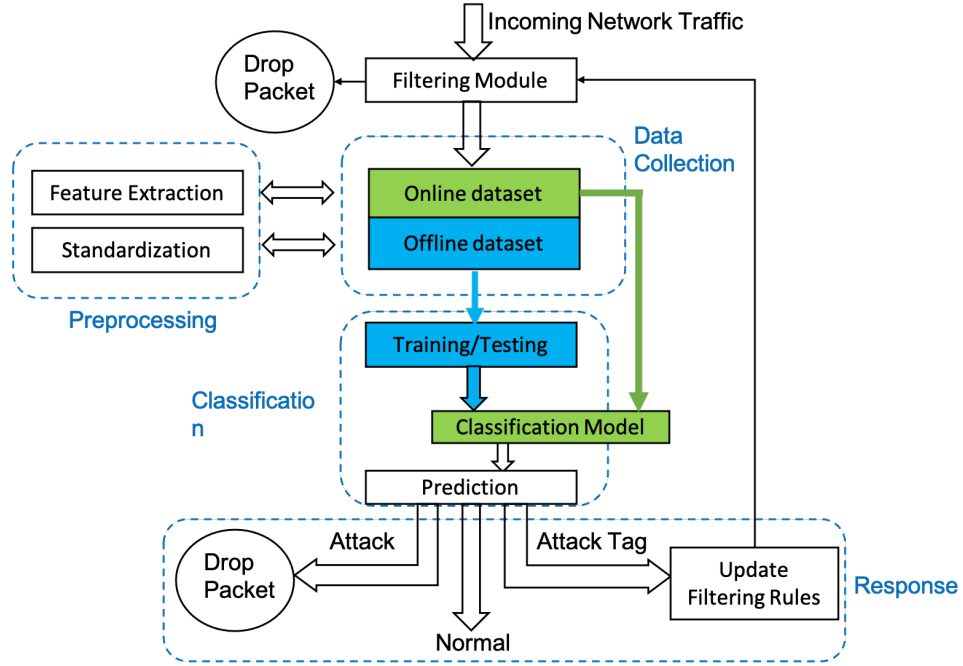 Incoming Network Traffic
Drop
Packet
Filtering Module
Data
Collection
Feature Extraction
Online dataset
Standardization
Offline dataset
Preprocessing
Training/Testing
Classificatio
n
Classification Model
Prediction
Attack
Attack Tag
Drop
Packet
Update
Filtering Rules
Response
Normal